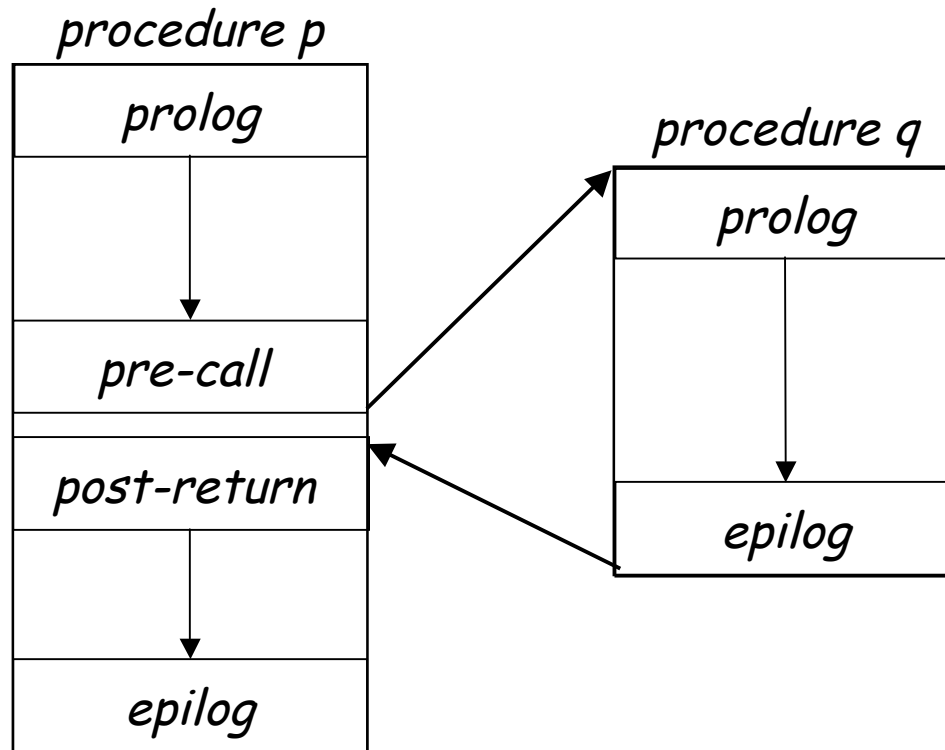 procedure p
prolog
pre-call
post-return
epilog
procedure q
prolog
epilog